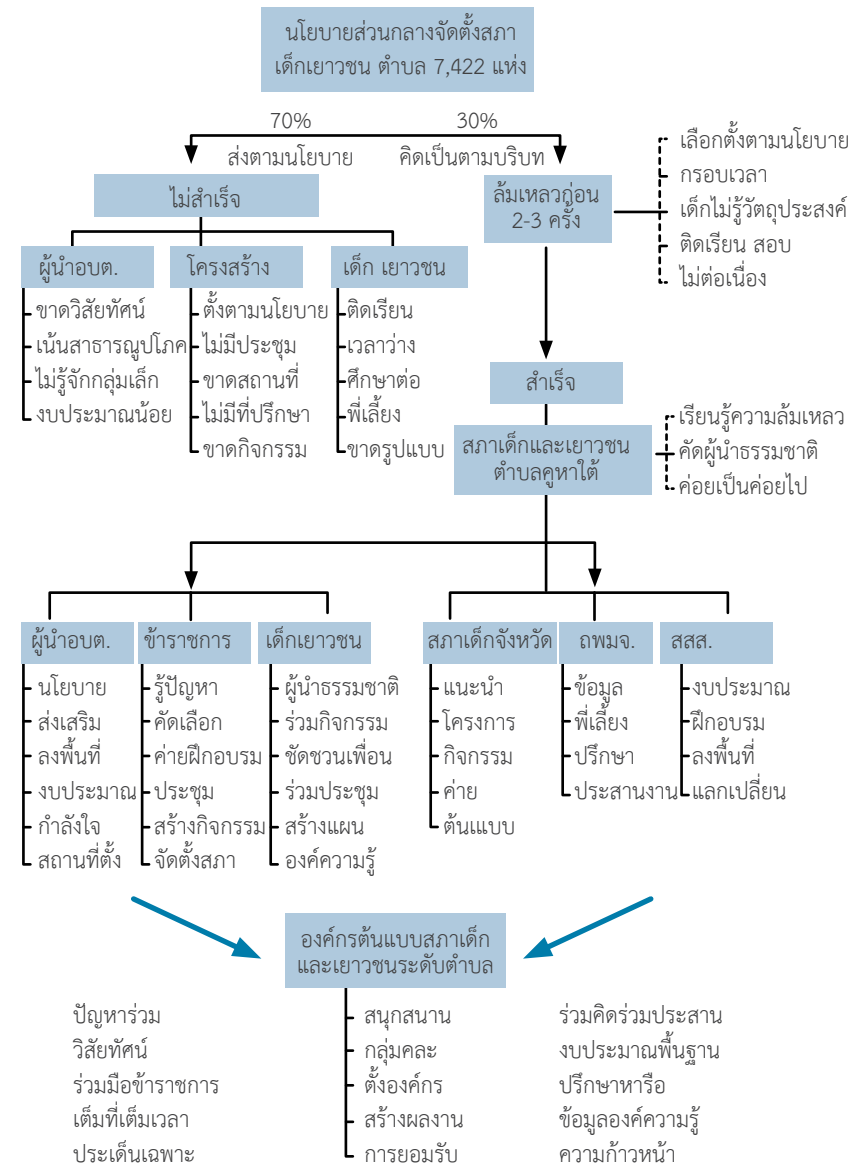 นโยบายส่วนกลางจัดตั้งสภา
เด็กเยาวชน ตำบล 7,422 แห่ง
70%
30%
ส่งตามนโยบาย
คิดเป็นตามบริบท
ไม่สำเร็จ
ล้มเหลวก่อน
2-3 ครั้ง
เลือกตั้งตามนโยบาย
กรอบเวลา
เด็กไม่รู้วัตถุประสงค์
ติดเรียน สอบ
ไม่ต่อเนื่อง
ผู้นำอบต.
ขาดวิสัยทัศน์
เน้นสาธารณูปโภค
ไม่รู้จักกลุ่มเล็ก
งบประมาณน้อย
โครงสร้าง
ตั้งตามนโยบาย
ไม่มีประชุม
ขาดสถานที่
ไม่มีที่ปรึกษา
ขาดกิจกรรม
เด็ก เยาวชน
ติดเรียน
เวลาว่าง
ศึกษาต่อ
พี่เลี้ยง
ขาดรูปแบบ
สำเร็จ
สภาเด็กและเยาวชน
ตำบลคูหาใต้
เรียนรู้ความล้มเหลว
คัดผู้นำธรรมชาติ
ค่อยเป็นค่อยไป
ผู้นำอบต.
นโยบาย
ส่งเสริม
ลงพื้นที่
งบประมาณ
กำลังใจ
สถานที่ตั้ง
ข้าราชการ
รู้ปัญหา
คัดเลือก
ค่ายฝึกอบรม
ประชุม
สร้างกิจกรรม
จัดตั้งสภา
เด็กเยาวชน
ผู้นำธรรมชาติ
ร่วมกิจกรรม
ชัดชวนเพื่อน
ร่วมประชุม
สร้างแผน
องค์ความรู้
สภาเด็กจังหวัด
แนะนำ
โครงการ
กิจกรรม
ค่าย
ต้นแบบ
ถพมจ.
ข้อมูล
พี่เลี้ยง
ปรึกษา
ประสานงาน
สสส.
งบประมาณ
ฝึกอบรม
ลงพื้นที่
แลกเปลี่ยน
องค์กรต้นแบบสภาเด็ก
และเยาวชนระดับตำบล
ปัญหาร่วม
วิสัยทัศน์
ร่วมมือข้าราชการ
เต็มที่เต็มเวลา
ประเด็นเฉพาะ
สนุกสนาน
กลุ่มคละ
ตั้งองค์กร
สร้างผลงาน
การยอมรับ
ร่วมคิดร่วมประสาน
งบประมาณพื้นฐาน
ปรึกษาหารือ
ข้อมูลองค์ความรู้
ความก้าวหน้า